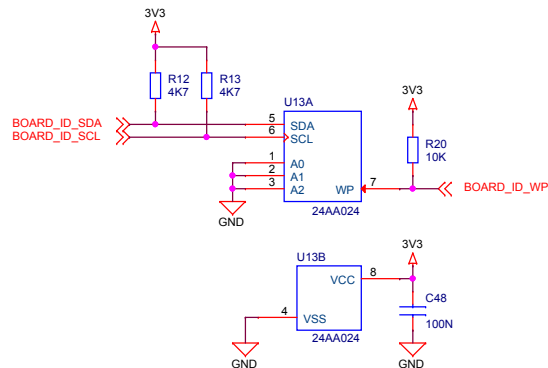 3V3
R12
4K7
R13
4K7
U13A
3V3
BOARD_ID_SDA
5
SDA
BOARD_ID_SCL
6
SCL
R20
10K
1
A0
2
A1
3
A2
WP
7
BOARD_ID_WP
GND
24AA024
U13B
3V3
VCC
8
C48
100N
4
VSS
24AA024
GND
GND